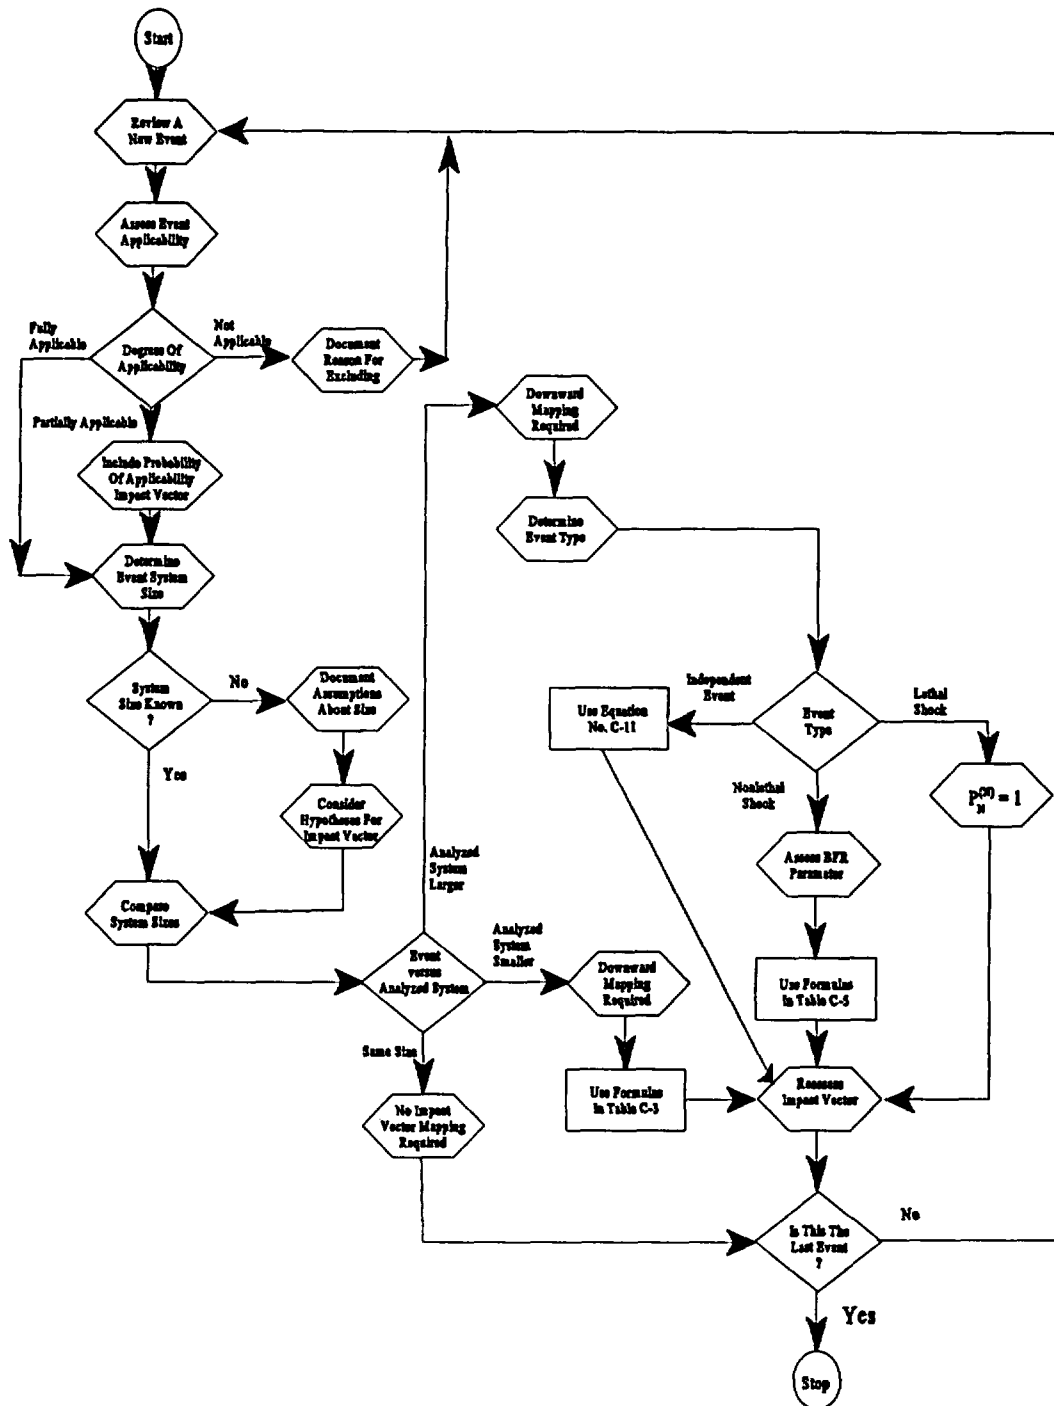 Start
Review A
New Event
Assess Event
Applicability
Fully
Applicable
Degree Of
Applicability
Not
Applicable
Document
Reason For
Excluding
Partially Applicable
Include Probability
Of Applicability
Impact Vector
Determine
Event System
Size
System
Size Known
?
No
Document
Assumptions
About Size
Yes
Consider
Hypotheses For
Impact Vector
Compare
System Sizes
Downward
Mapping
Required
Determine
Event Type
Independent
Event
Use Equation
No. C-11
Event
Type
Lethal
Shock
Nonlethal
Shock
P_N^(N) = 1
Assess BFR
Parameter
Use Formulas
In Table C-5
Analyzed
System
Larger
Event
versus
Analyzed System
Analyzed
System
Smaller
Downward
Mapping
Required
Same Size
Use Formulas
In Table C-3
Reassess
Impact Vector
No Impact
Vector Mapping
Required
Is This The
Last Event
?
No
Yes
Stop